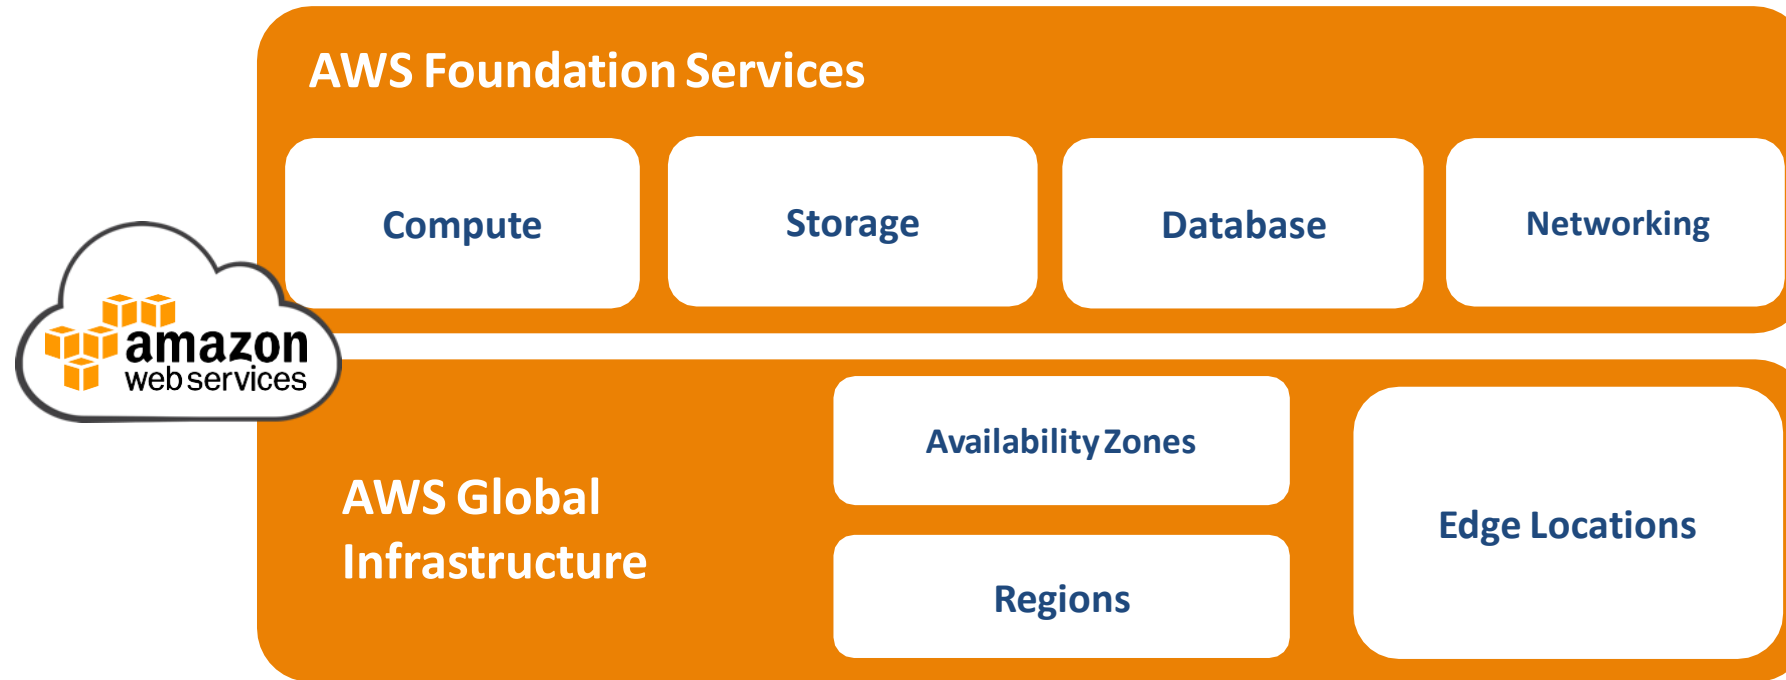 AWS Foundation Services
Compute
Storage
Database
Networking
amazon
web services
AWS Global
Infrastructure
Availability Zones
Regions
Edge Locations